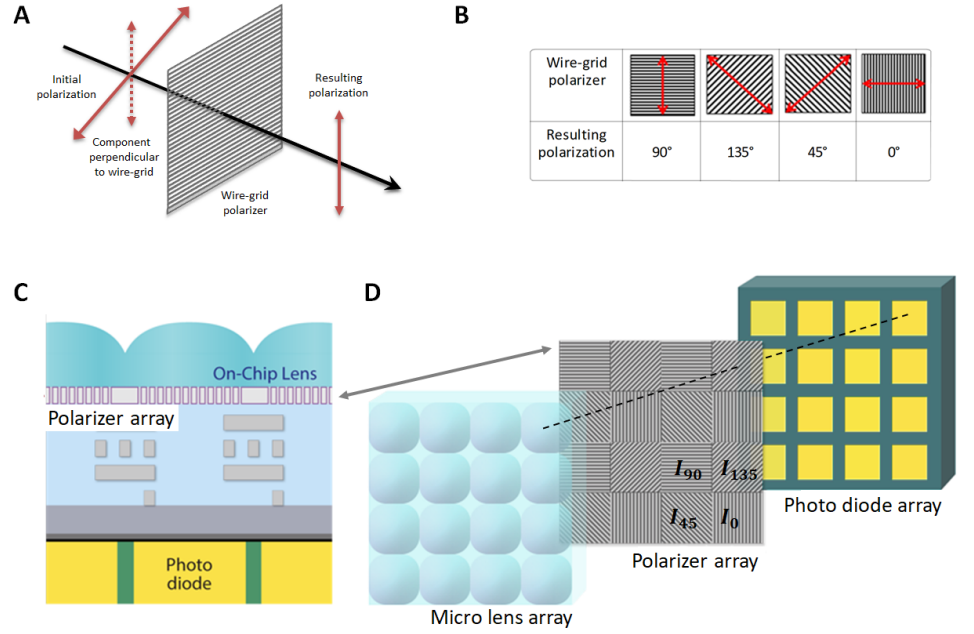 A
Initial
polarization
Component
perpendicular
to wire-grid
Wire-grid
polarizer
Resulting
polarization
B
Wire-grid
polarizer
Resulting
polarization
90°
135°
45°
0°
C
On-Chip Lens
Polarizer array
Photo
diode
D
I90
I135
I45
I0
Micro lens array
Polarizer array
Photo diode array